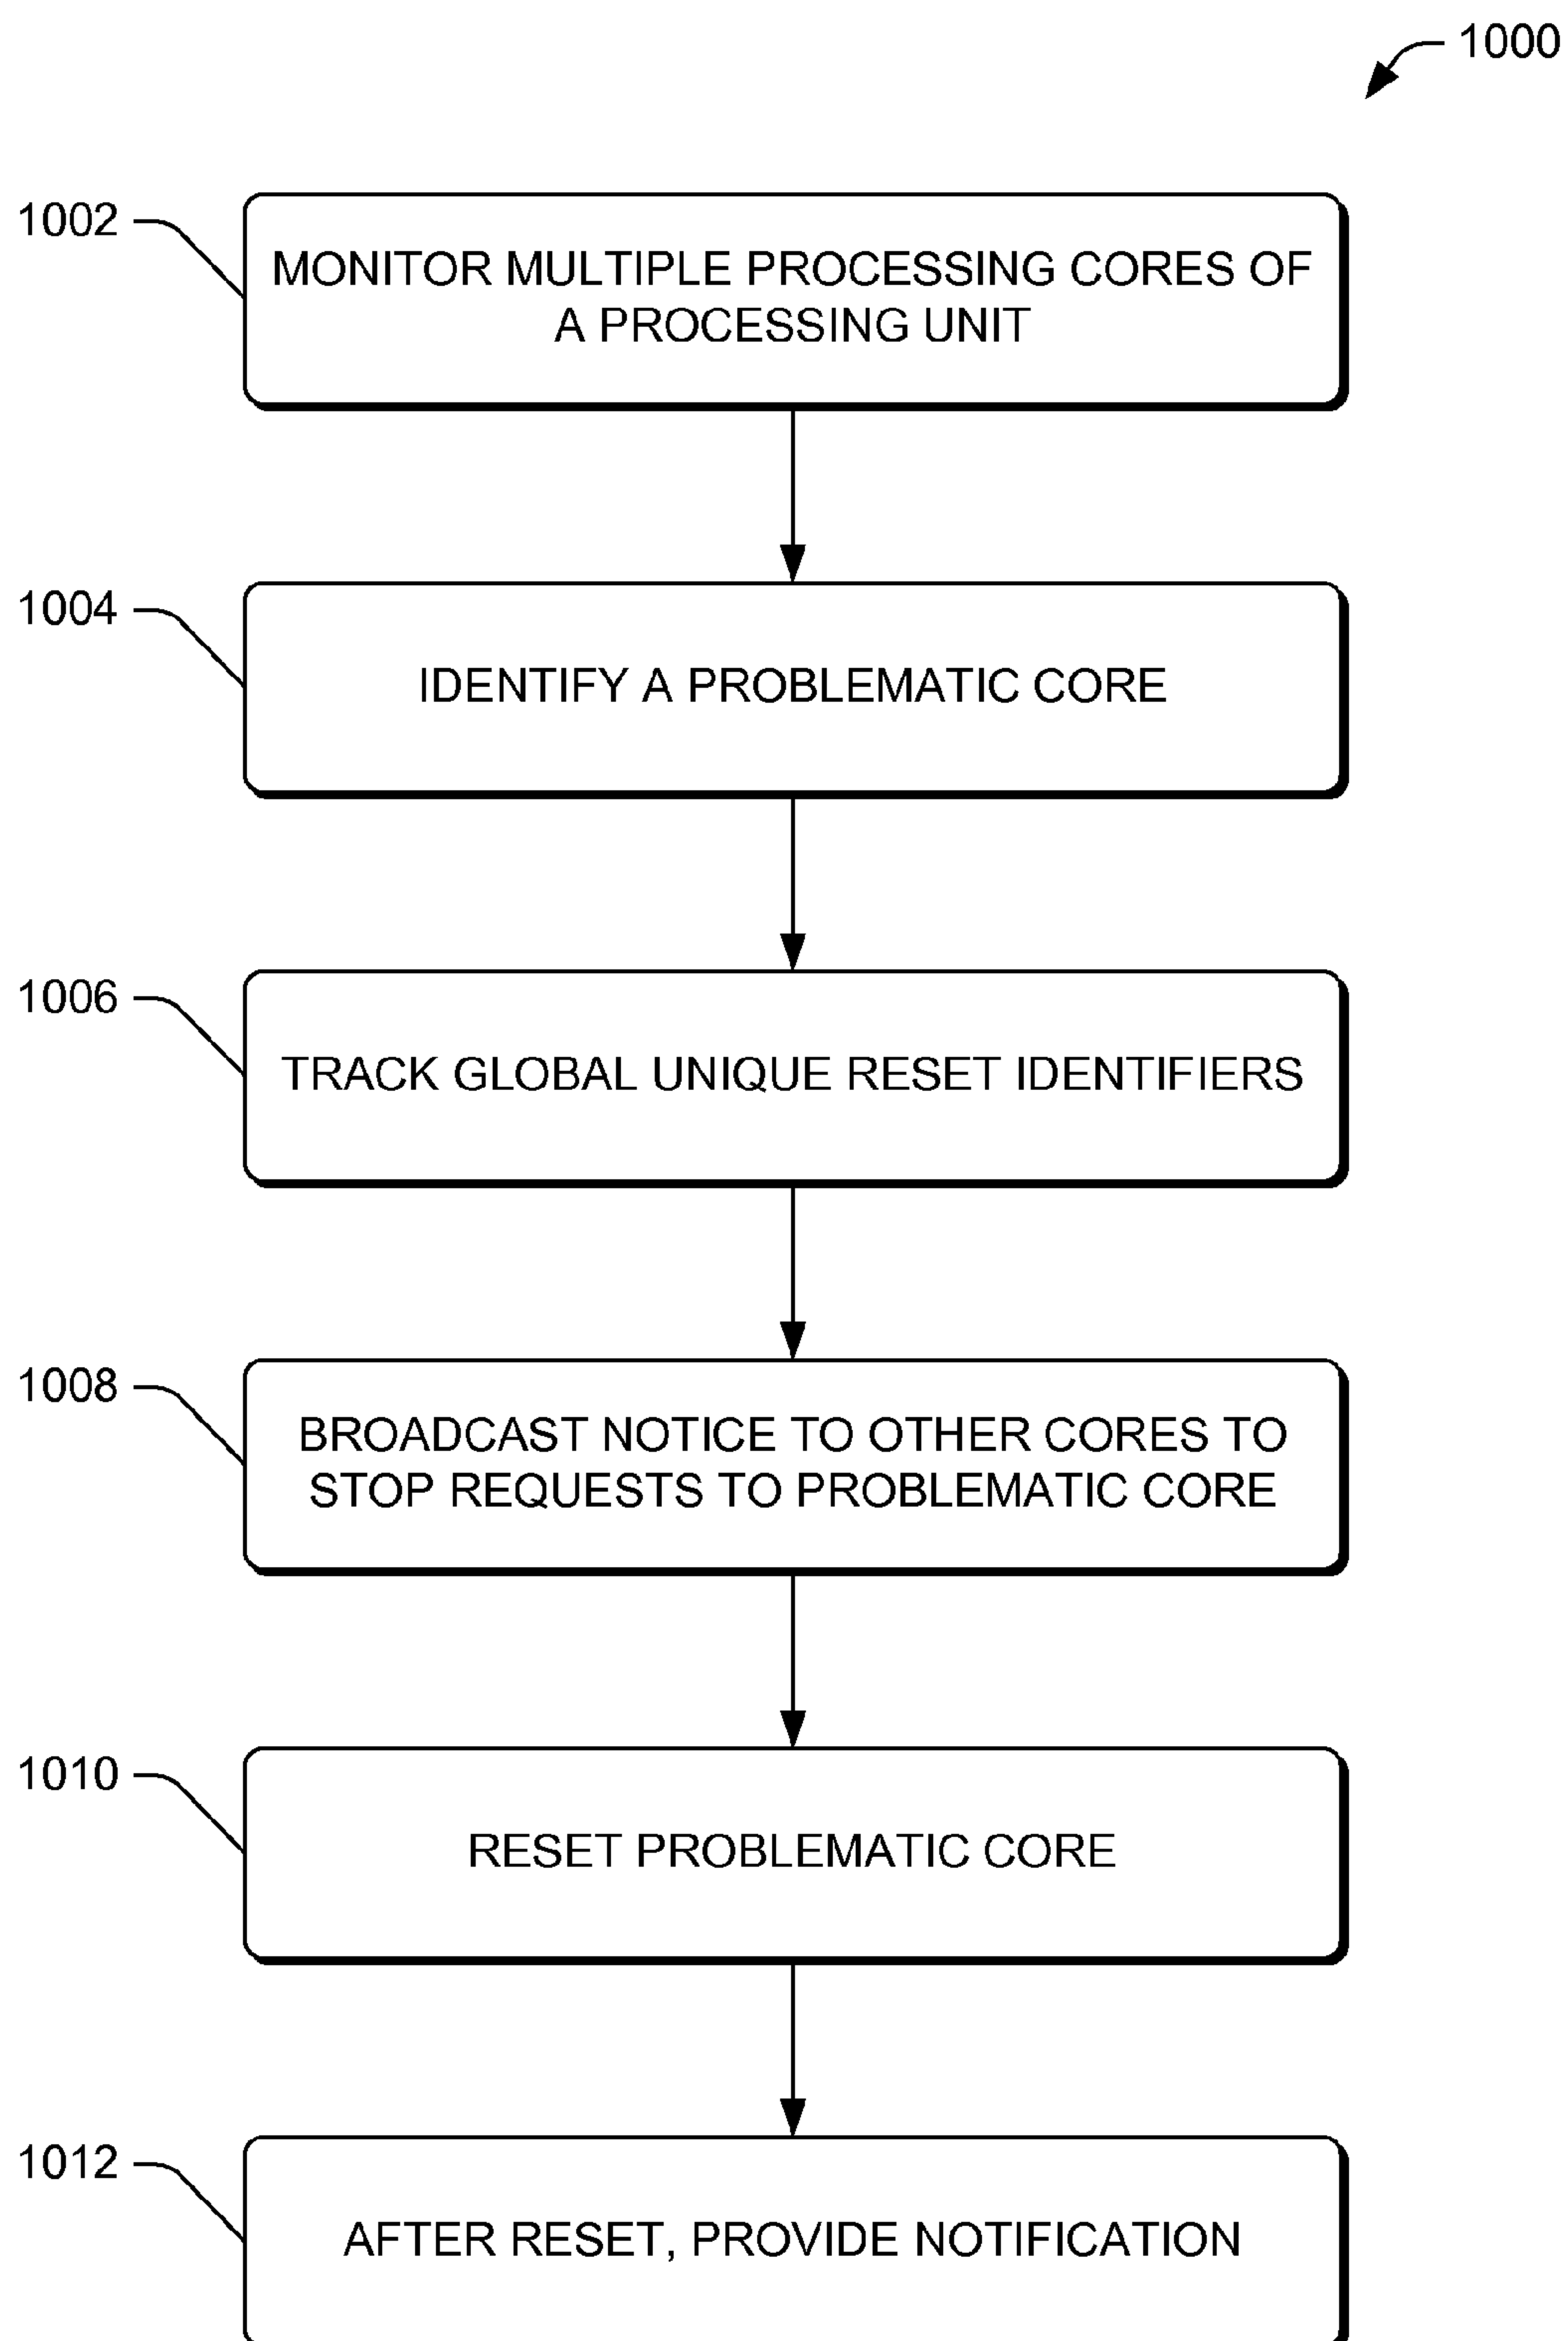 1000
1002
MONITOR MULTIPLE PROCESSING CORES OF
A PROCESSING UNIT
1004
IDENTIFY A PROBLEMATIC CORE
1006
TRACK GLOBAL UNIQUE RESET IDENTIFIERS
1008
BROADCAST NOTICE TO OTHER CORES TO
STOP REQUESTS TO PROBLEMATIC CORE
1010
RESET PROBLEMATIC CORE
1012
AFTER RESET, PROVIDE NOTIFICATION